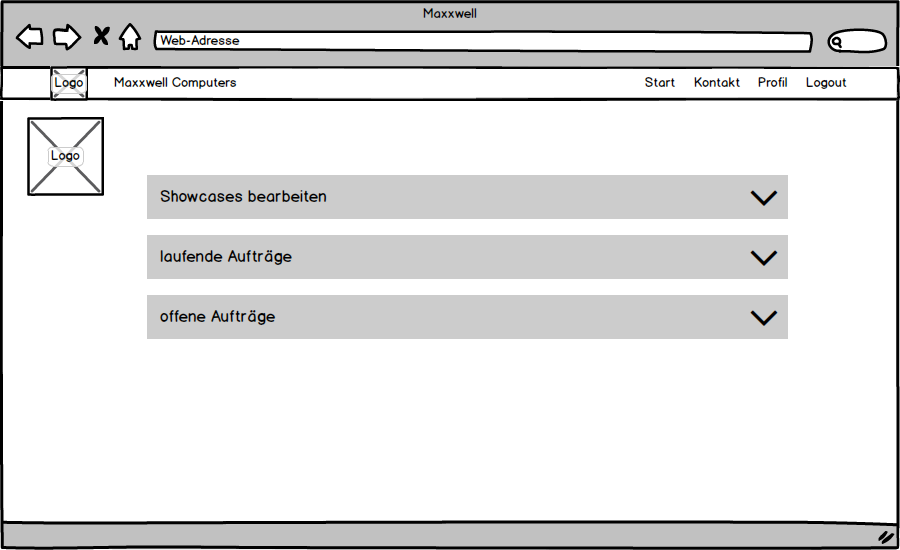 Maxxwell
Web-Adresse
Logo Maxxwell Computers Start Kontakt Profil Logout
Logo
Showcases bearbeiten
laufende Aufträge
offene Aufträge